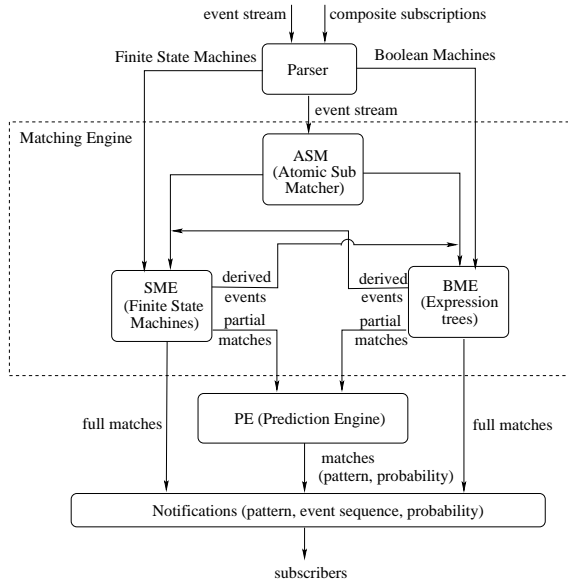 event stream
composite subscriptions
Finite State Machines
Parser
Boolean Machines
event stream
Matching Engine
ASM
(Atomic Sub
Matcher)
SME
(Finite State
Machines)
derived
events
partial
matches
derived
events
partial
matches
BME
(Expression
trees)
full matches
PE (Prediction Engine)
full matches
matches
(pattern, probability)
Notifications (pattern, event sequence, probability)
subscribers